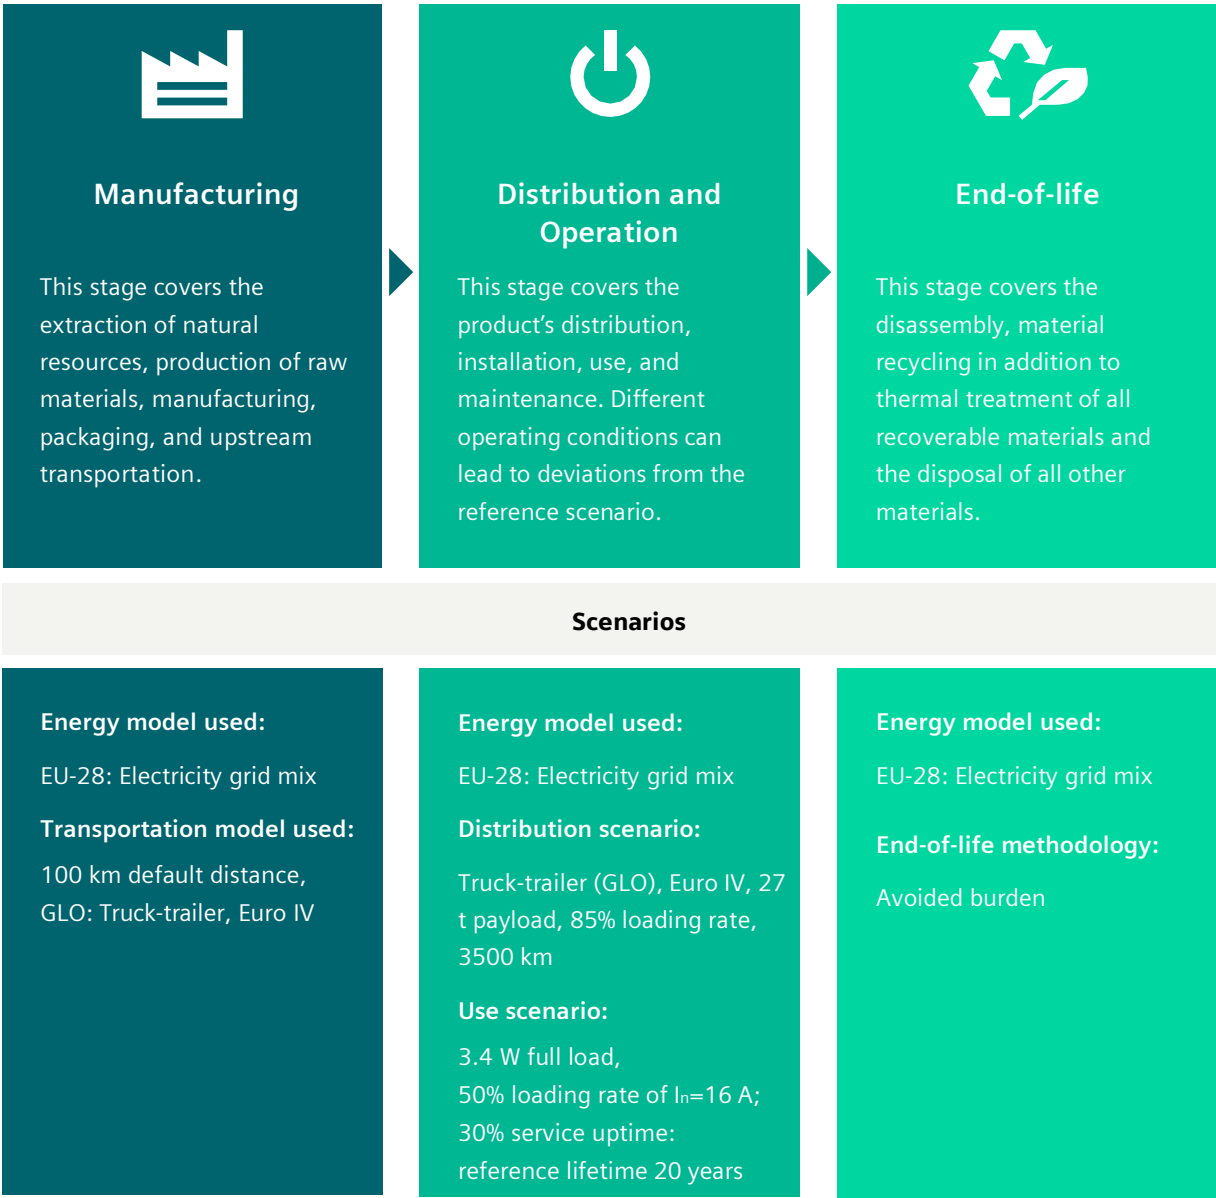 Manufacturing
This stage covers the
extraction of natural
resources, production of raw
materials, manufacturing,
packaging, and upstream
transportation.
Distribution and
Operation
This stage covers the
product’s distribution,
installation, use, and
maintenance. Different
operating conditions can
lead to deviations from the
reference scenario.
End-of-life
This stage covers the
disassembly, material
recycling in addition to
thermal treatment of all
recoverable materials and
the disposal of all other
materials.
Scenarios
Energy model used:
EU-28: Electricity grid mix
Transportation model used:
100 km default distance,
GLO: Truck-trailer, Euro IV
Energy model used:
EU-28: Electricity grid mix
Distribution scenario:
Truck-trailer (GLO), Euro IV, 27
t payload, 85% loading rate,
3500 km
Use scenario:
3.4 W full load,
50% loading rate of Iₙ=16 A;
30% service uptime:
reference lifetime 20 years
Energy model used:
EU-28: Electricity grid mix
End-of-life methodology:
Avoided burden